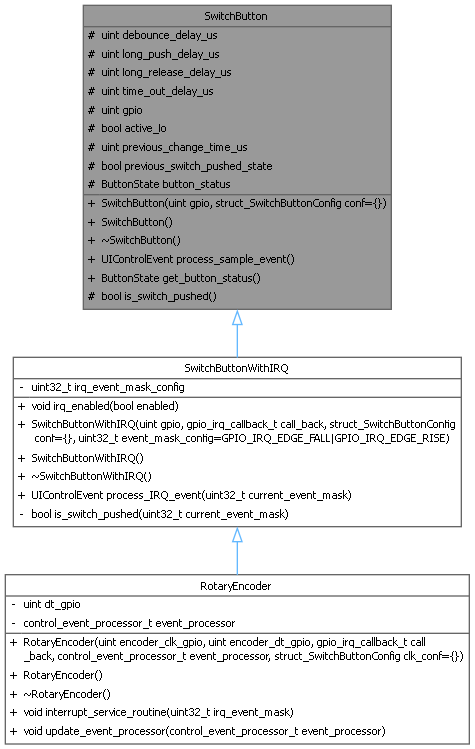 SwitchButton
# uint debounce_delay_us
# uint long_push_delay_us
# uint long_release_delay_us
# uint time_out_delay_us
# uint gpio
# bool active_lo
# uint previous_change_time_us
# bool previous_switch_pushed_state
# ButtonState button_status
+ SwitchButton(uint gpio, struct_SwitchButtonConfig conf={})
+ SwitchButton()
+ ~SwitchButton()
+ UIControlEvent process_sample_event()
+ ButtonState get_button_status()
# bool is_switch_pushed()
SwitchButtonWithIRQ
- uint32_t irq_event_mask_config
+ void irq_enabled(bool enabled)
+ SwitchButtonWithIRQ(uint gpio, gpio_irq_callback_t call_back, struct_SwitchButtonConfig
conf={}, uint32_t event_mask_config=GPIO_IRQ_EDGE_FALL|GPIO_IRQ_EDGE_RISE)
+ SwitchButtonWithIRQ()
+ ~SwitchButtonWithIRQ()
+ UIControlEvent process_IRQ_event(uint32_t current_event_mask)
- bool is_switch_pushed(uint32_t current_event_mask)
RotaryEncoder
- uint dt_gpio
- control_event_processor_t event_processor
+ RotaryEncoder(uint encoder_clk_gpio, uint encoder_dt_gpio, gpio_irq_callback_t call
_back, control_event_processor_t event_processor, struct_SwitchButtonConfig clk_conf={})
+ RotaryEncoder()
+ ~RotaryEncoder()
+ void interrupt_service_routine(uint32_t irq_event_mask)
+ void update_event_processor(control_event_processor_t event_processor)